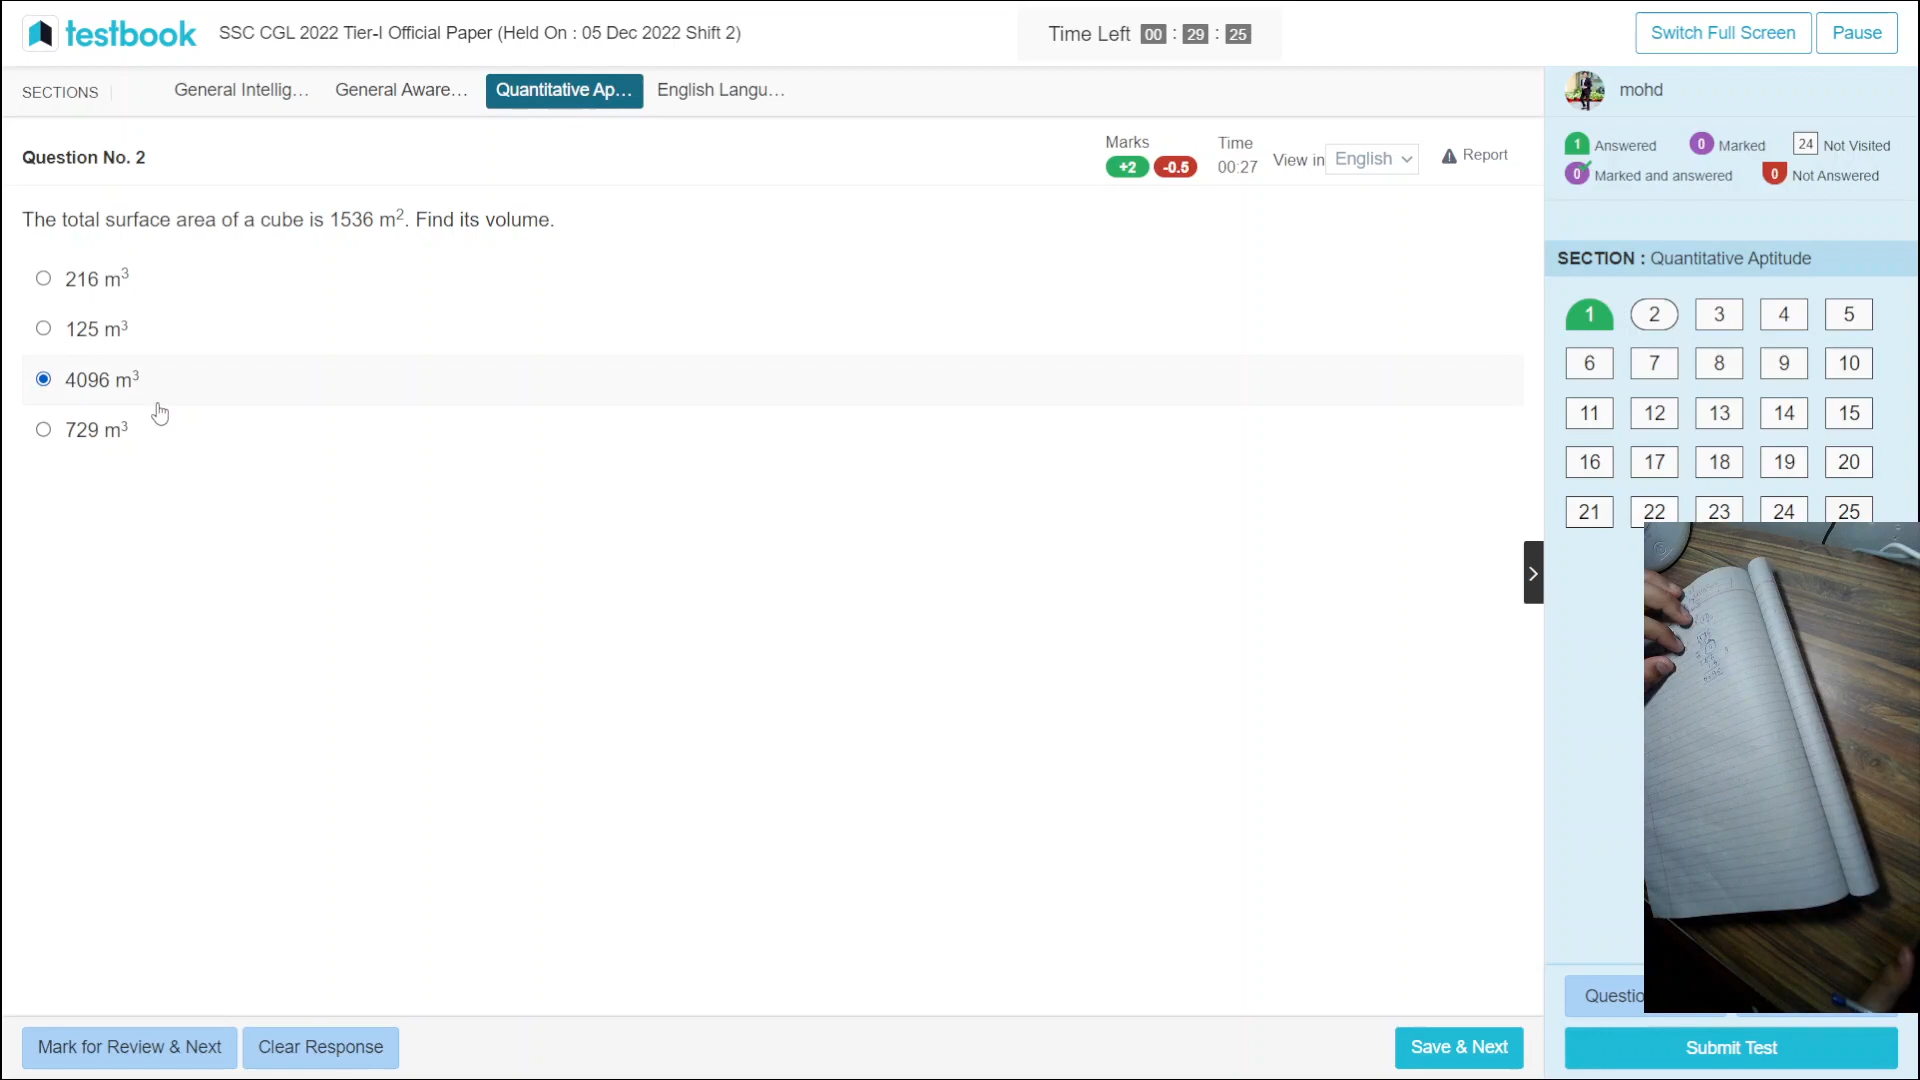 testbook
SSC CGL 2022 Tier-I Official Paper (Held On : 05 Dec 2022 Shift 2)
Time Left 00 : 29 : 25
Switch Full Screen
Pause
SECTIONS
General Intellig...
General Aware...
Quantitative Ap...
English Langu...
mohd
Question No. 2
Marks
+2 -0.5
Time
00:27
View in English
Report
1 Answered
0 Marked
24 Not Visited
0 Marked and answered
0 Not Answered
The total surface area of a cube is 1536 m². Find its volume.
216 m³
125 m³
4096 m³
729 m³
SECTION : Quantitative Aptitude
1 2 3 4 5
6 7 8 9 10
11 12 13 14 15
16 17 18 19 20
21 22 23 24 25
Questio
Mark for Review & Next
Clear Response
Save & Next
Submit Test